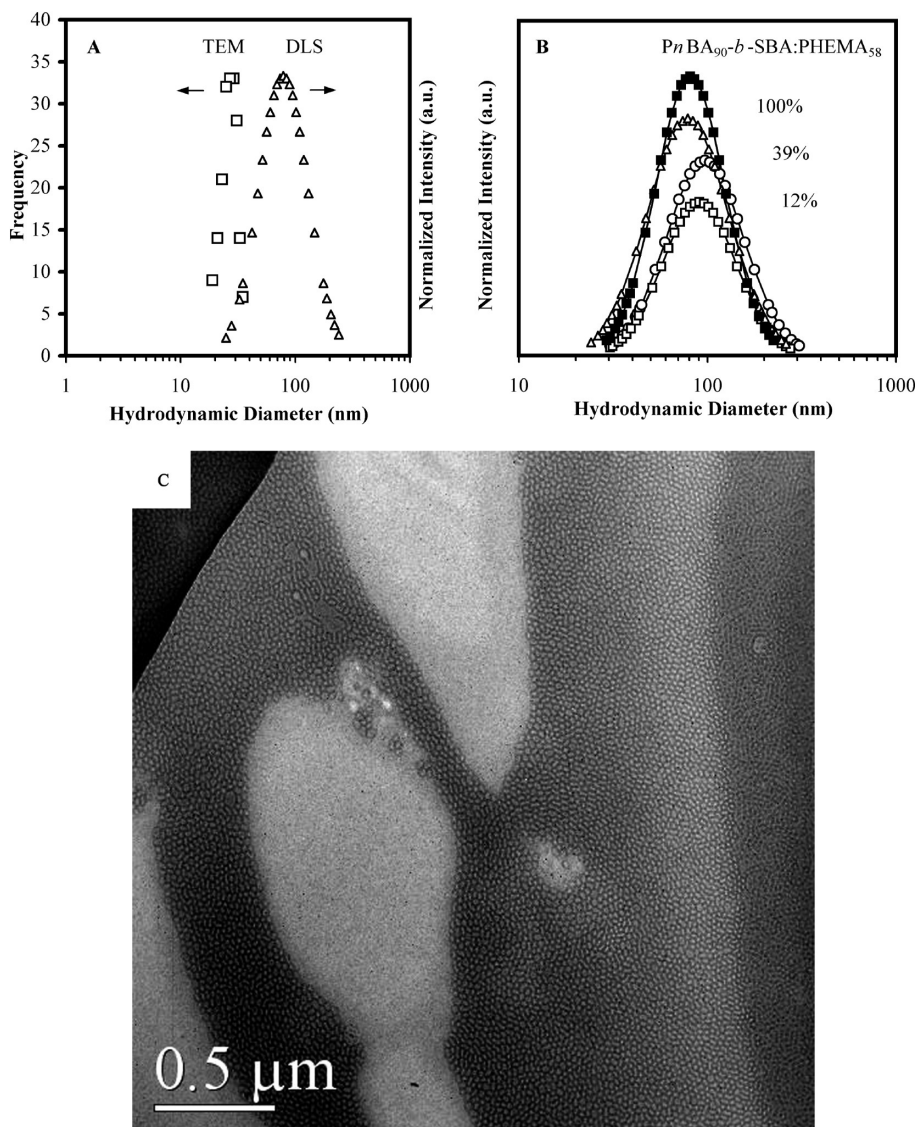 A
TEM DLS
40
35
30
25
20
15
10
5
0
Frequency
Normalized Intensity (a.u.)
1 10 100 1000
Hydrodynamic Diameter (nm)
B
PnBA₉₀-b-SBA:PHEMA₅₈
100%
39%
12%
Normalized Intensity (a.u.)
10 100 1000
Hydrodynamic Diameter (nm)
C
0.5 µm